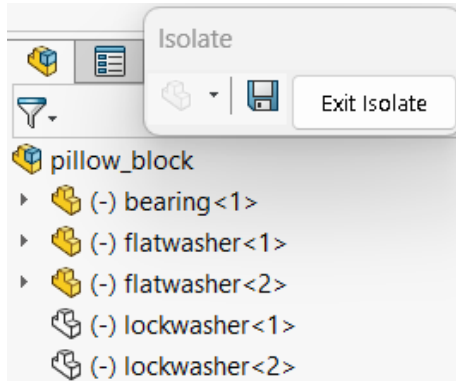 Isolate
Exit Isolate
pillow_block
(-) bearing<1>
(-) flatwasher<1>
(-) flatwasher<2>
(-) lockwasher<1>
(-) lockwasher<2>